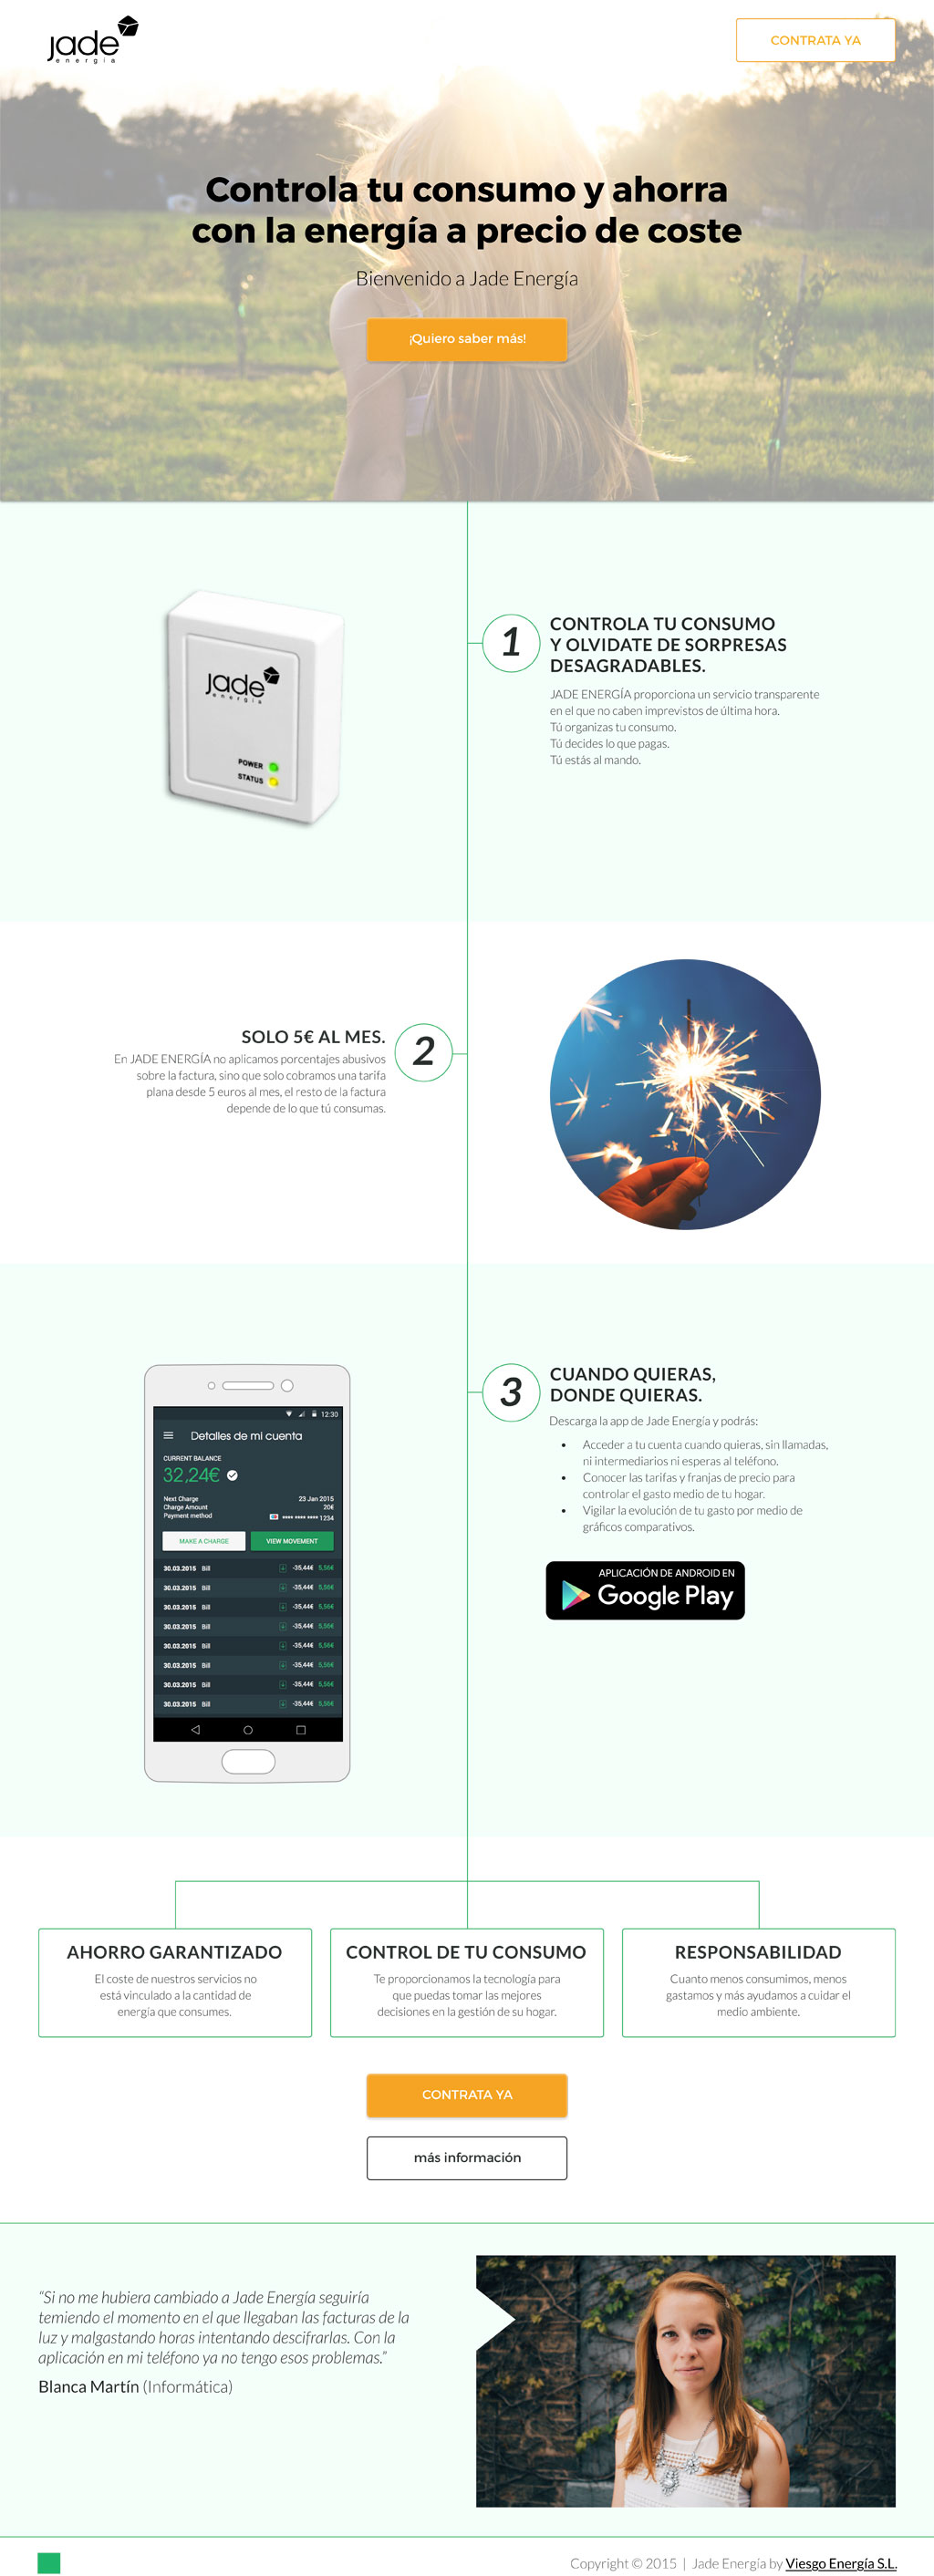 jade
energía
CONTRATA YA
Controla tu consumo y ahorra
con la energía a precio de coste
Bienvenido a Jade Energía
¡Quiero saber más!
jade
energía
POWER
STATUS
1
CONTROLA TU CONSUMO
Y OLVIDATE DE SORPRESAS
DESAGRADABLES.
JADE ENERGÍA proporciona un servicio transparente
en el que no caben imprevistos de última hora.
Tú organizas tu consumo.
Tú decides lo que pagas.
Tú estás al mando.
SOLO 5€ AL MES.
2
En JADE ENERGÍA no aplicamos porcentajes abusivos
sobre la factura, sino que solo cobramos una tarifa
plana desde 5 euros al mes, el resto de la factura
depende de lo que tú consumas.
12:30
Detalles de mi cuenta
CURRENT BALANCE
32,24€
Next Charge 23 Jan 2015
Charge Amount 20€
Payment method •••• •••• •••• 1234
MAKE A CHARGE VIEW MOVEMENT
30.03.2015 Bill -35,44€ 5,56€
30.03.2015 Bill -35,44€ 5,56€
30.03.2015 Bill -35,44€ 5,56€
30.03.2015 Bill -35,44€ 5,56€
30.03.2015 Bill -35,44€ 5,56€
30.03.2015 Bill -35,44€ 5,56€
30.03.2015 Bill -35,44€ 5,56€
30.03.2015 Bill -35,44€ 5,56€
3
CUANDO QUIERAS,
DONDE QUIERAS.
Descarga la app de Jade Energía y podrás:
• Acceder a tu cuenta cuando quieras, sin llamadas,
ni intermediarios ni esperas al teléfono.
• Conocer las tarifas y franjas de precio para
controlar el gasto medio de tu hogar.
• Vigilar la evolución de tu gasto por medio de
gráficos comparativos.
APLICACIÓN DE ANDROID EN
Google Play
AHORRO GARANTIZADO
El coste de nuestros servicios no
está vinculado a la cantidad de
energía que consumes.
CONTROL DE TU CONSUMO
Te proporcionamos la tecnología para
que puedas tomar las mejores
decisiones en la gestión de su hogar.
RESPONSABILIDAD
Cuanto menos consumimos, menos
gastamos y más ayudamos a cuidar el
medio ambiente.
CONTRATA YA
más información
“Si no me hubiera cambiado a Jade Energía seguiría
temiendo el momento en el que llegaban las facturas de la
luz y malgastando horas intentando descifrarlas. Con la
aplicación en mi teléfono ya no tengo esos problemas.”
Blanca Martín (Informática)
Copyright © 2015 | Jade Energía by Viesgo Energía S.L.